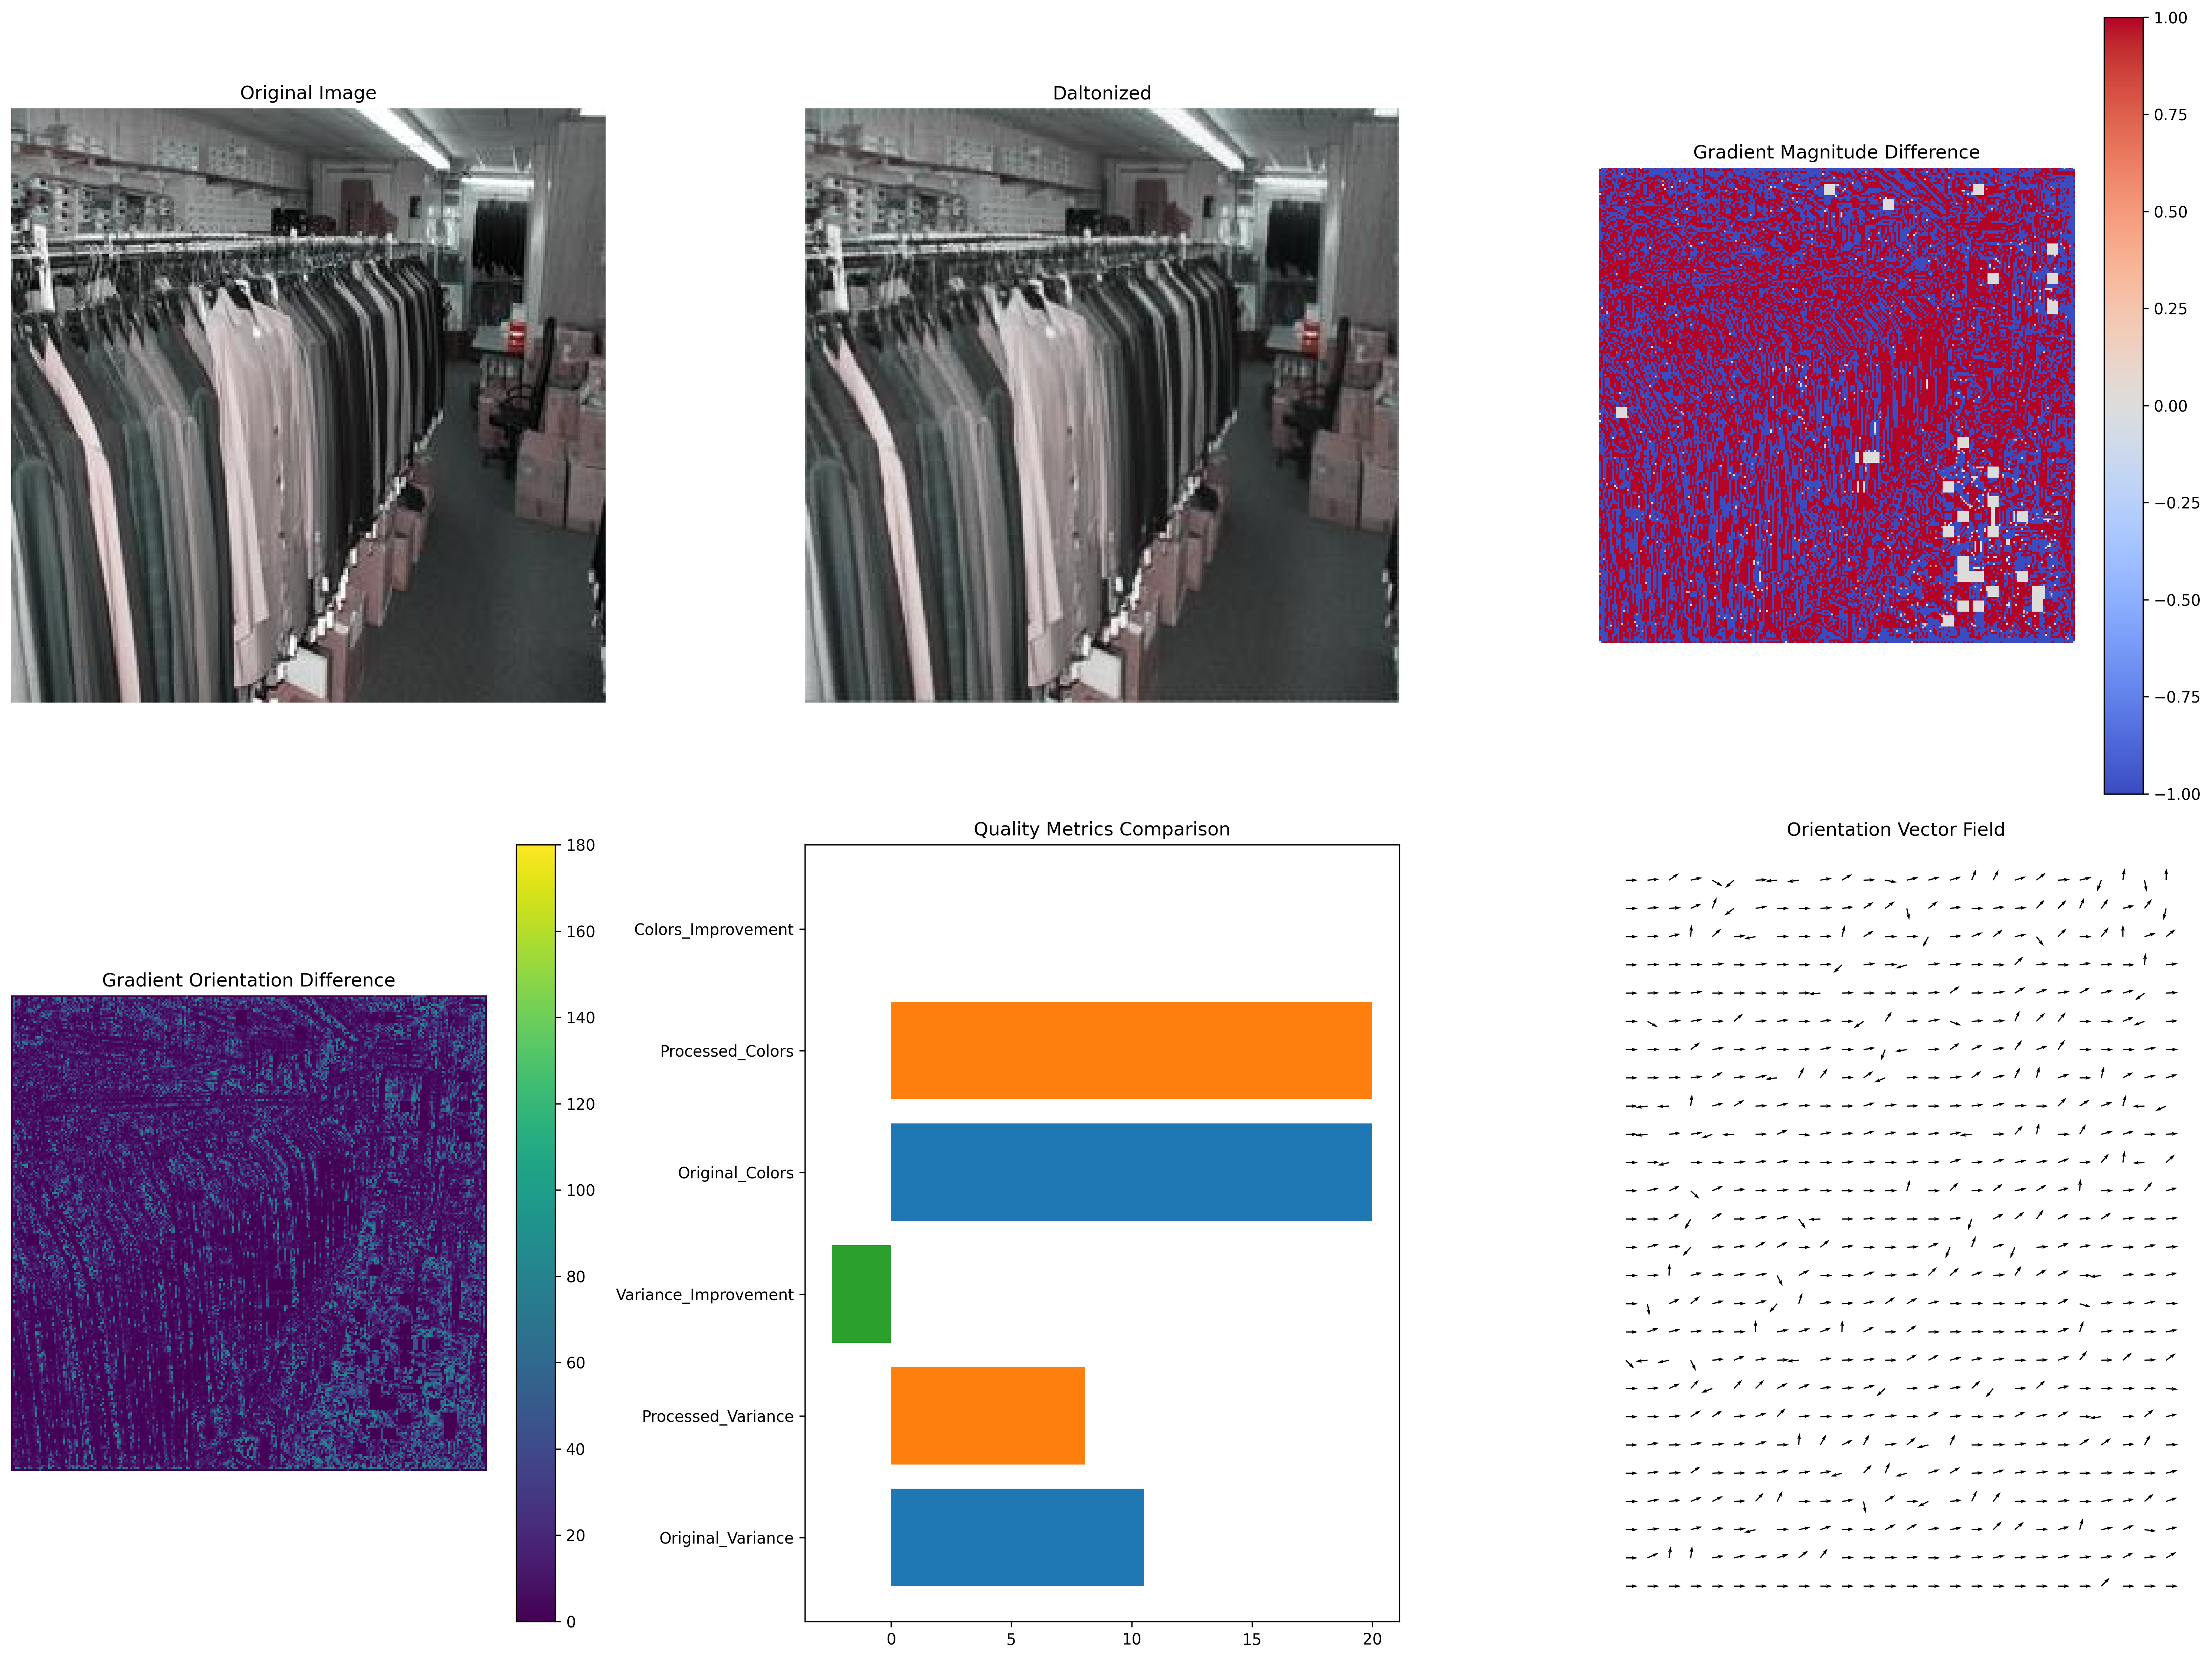 Original Image
Daltonized
Gradient Magnitude Difference
1.00
0.75
0.50
0.25
0.00
−0.25
−0.50
−0.75
−1.00
Gradient Orientation Difference
180
160
140
120
100
80
60
40
20
0
Quality Metrics Comparison
Colors_Improvement
Processed_Colors
Original_Colors
Variance_Improvement
Processed_Variance
Original_Variance
0 5 10 15 20
Orientation Vector Field